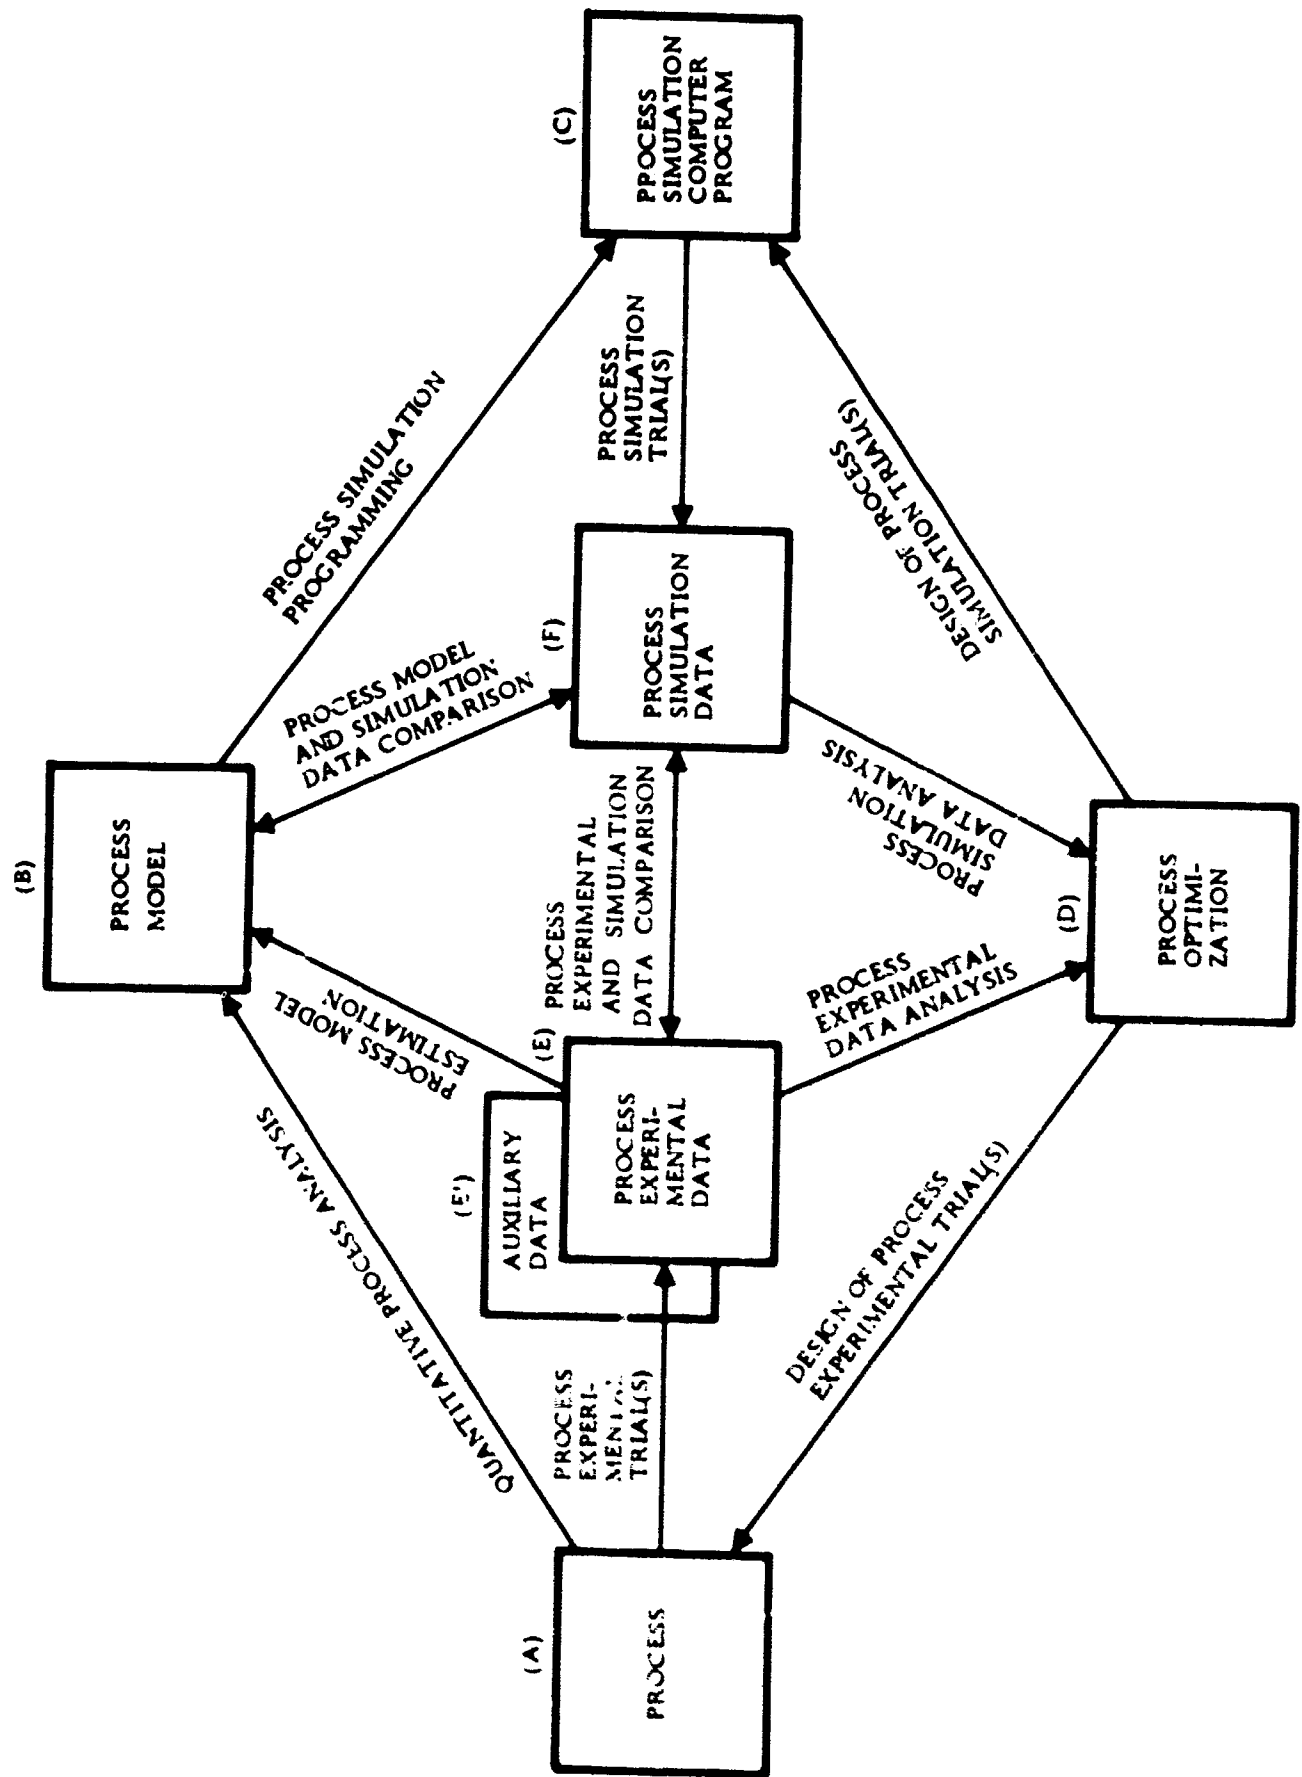 (B)
PROCESS
MODEL
QUANTITATIVE PROCESS ANALYSIS
PROCESS MODEL
ESTIMATION
PROCESS MODEL
AND SIMULATION
DATA COMPARISON
PROCESS SIMULATION
PROGRAMMING
(A)
PROCESS
PROCESS
EXPERI-
MENTAL
TRIAL(S)
(E')
AUXILIARY
DATA
(E)
PROCESS
EXPERI-
MENTAL
DATA
PROCESS
EXPERIMENTAL
AND SIMULATION
DATA COMPARISON
(F)
PROCESS
SIMULATION
DATA
PROCESS
SIMULATION
TRIAL(S)
(C)
PPOCESS
SIMULATION
COMPUTER
PROGRAM
DESIGN OF PROCESS
EXPERIMENTAL TRIAL(S)
PROCESS
EXPERIMENTAL
DATA ANALYSIS
PROCESS
SIMULATION
DATA ANALYSIS
DESIGN OF PROCESS
SIMULATION TRIAL(S)
(D)
PROCESS
OPTIMI-
ZATION